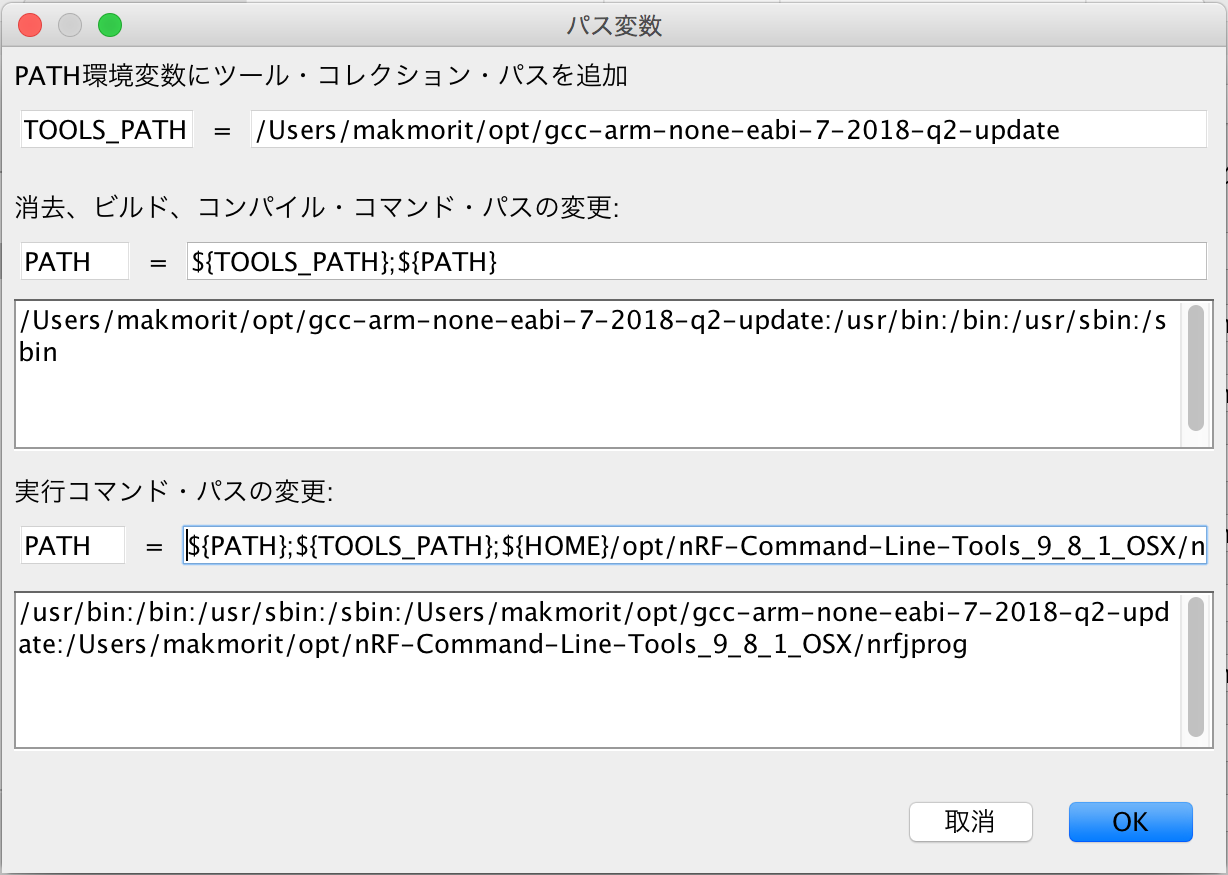 パス変数
PATH環境変数にツール・コレクション・パスを追加
TOOLS_PATH = /Users/makmorit/opt/gcc-arm-none-eabi-7-2018-q2-update
消去、ビルド、コンパイル・コマンド・パスの変更:
PATH = ${TOOLS_PATH};${PATH}
/Users/makmorit/opt/gcc-arm-none-eabi-7-2018-q2-update:/usr/bin:/bin:/usr/sbin:/s
bin
実行コマンド・パスの変更:
PATH = ${PATH};${TOOLS_PATH};${HOME}/opt/nRF-Command-Line-Tools_9_8_1_OSX/n
/usr/bin:/bin:/usr/sbin:/sbin:/Users/makmorit/opt/gcc-arm-none-eabi-7-2018-q2-upd
ate:/Users/makmorit/opt/nRF-Command-Line-Tools_9_8_1_OSX/nrfjprog
取消 OK